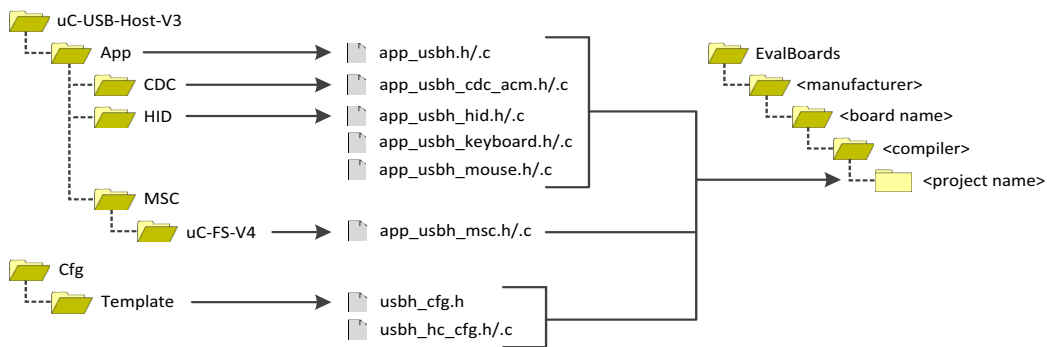 uC-USB-Host-V3
App
app_usbh.h/.c
CDC
app_usbh_cdc_acm.h/.c
HID
app_usbh_hid.h/.c
app_usbh_keyboard.h/.c
app_usbh_mouse.h/.c
MSC
uC-FS-V4
app_usbh_msc.h/.c
Cfg
Template
usbh_cfg.h
usbh_hc_cfg.h/.c
EvalBoards
<manufacturer>
<board name>
<compiler>
<project name>